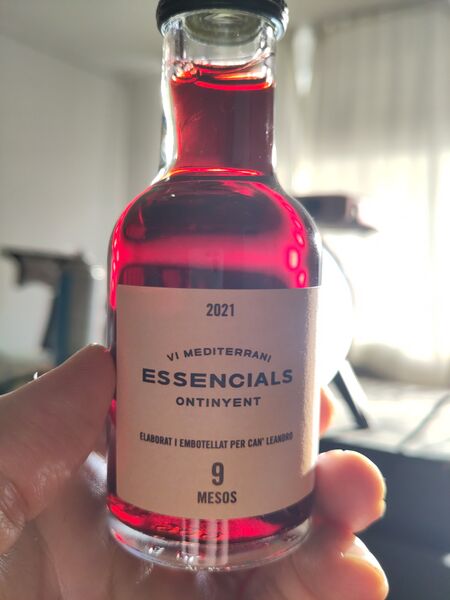 2021
VI MEDITERRANI
ESSENCIALS
ONTINYENT
ELABORAT I EMBOTELLAT PER CAN' LEANDRO
9
MESOS